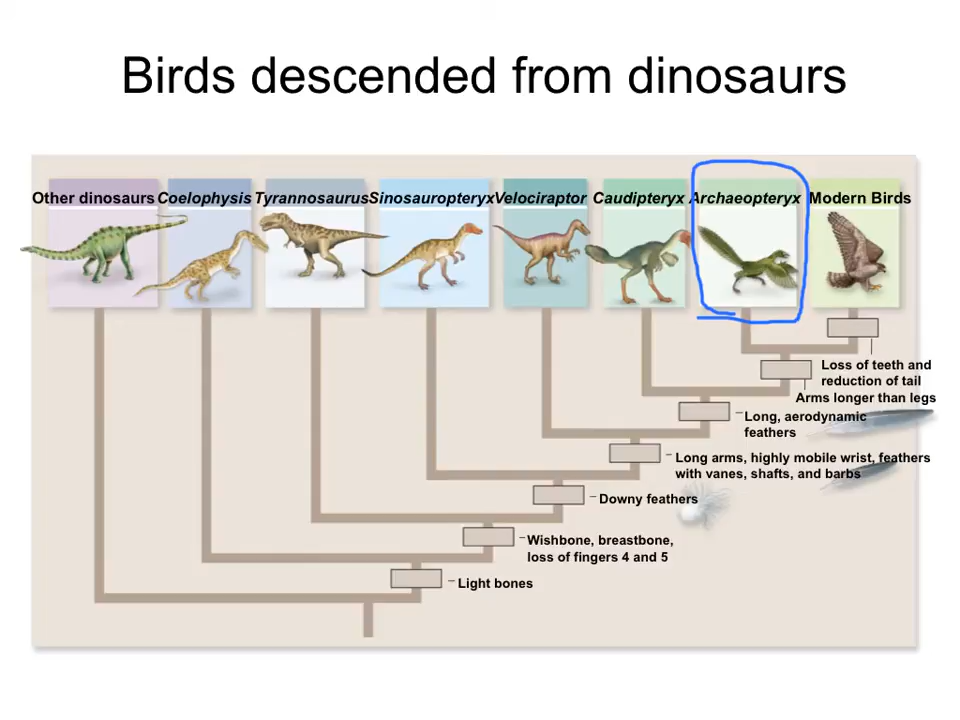 Birds descended from dinosaurs
Other dinosaurs Coelophysis Tyrannosaurus Sinosauropteryx Velociraptor Caudipteryx Archaeopteryx Modern Birds
Loss of teeth and
reduction of tail
Arms longer than legs
Long, aerodynamic
feathers
Long arms, highly mobile wrist, feathers
with vanes, shafts, and barbs
Downy feathers
Wishbone, breastbone,
loss of fingers 4 and 5
Light bones